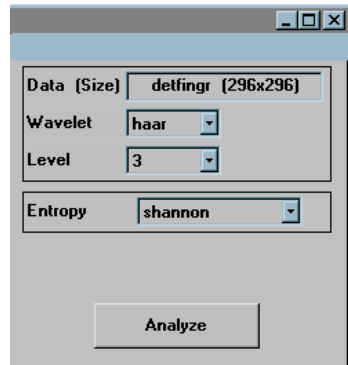 Data (Size) detfingr (296x296)
Wavelet haar
Level 3
Entropy shannon
Analyze